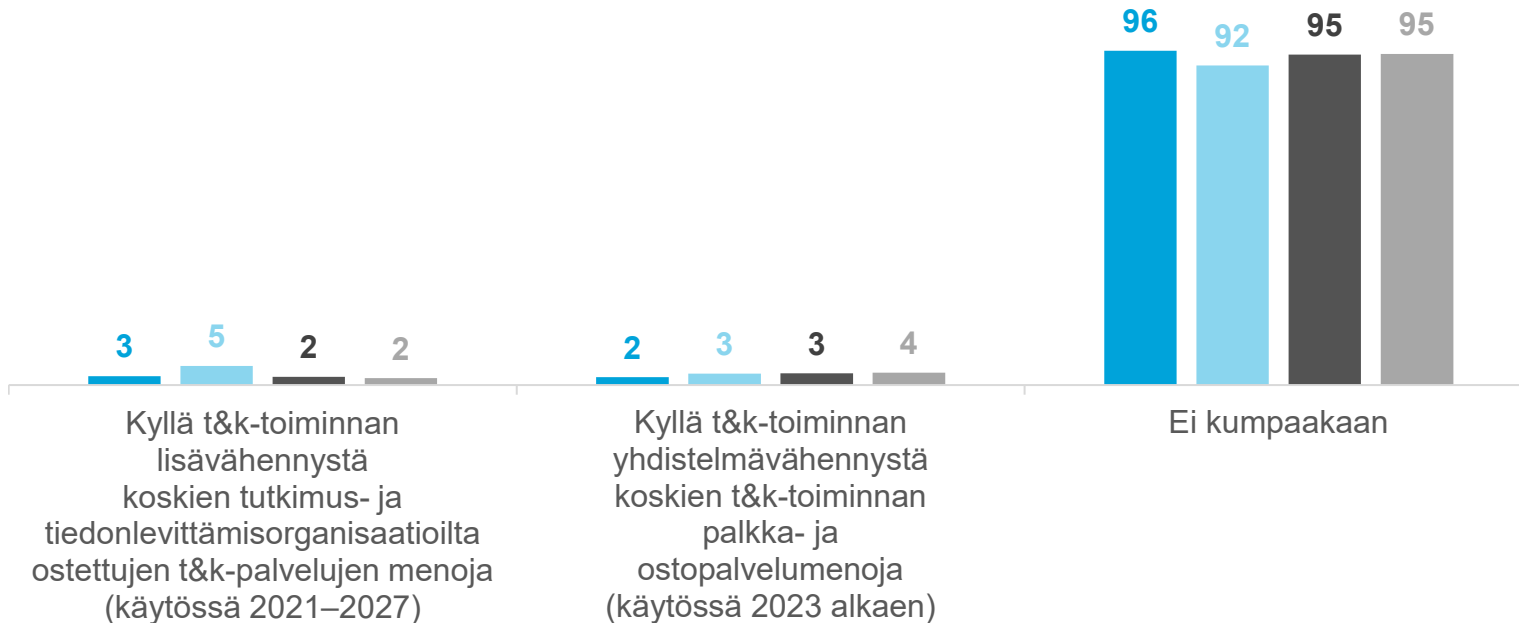 96
92
95
95
3
5
2
2
2
3
3
4
Kyllä t&k-toiminnan
lisävähennystä
koskien tutkimus- ja
tiedonlevittämisorganisaatioilta
ostettujen t&k-palvelujen menoja
(käytössä 2021–2027)
Kyllä t&k-toiminnan
yhdistelmävähennystä
koskien t&k-toiminnan
palkka- ja
ostopalvelumenoja
(käytössä 2023 alkaen)
Ei kumpaakaan